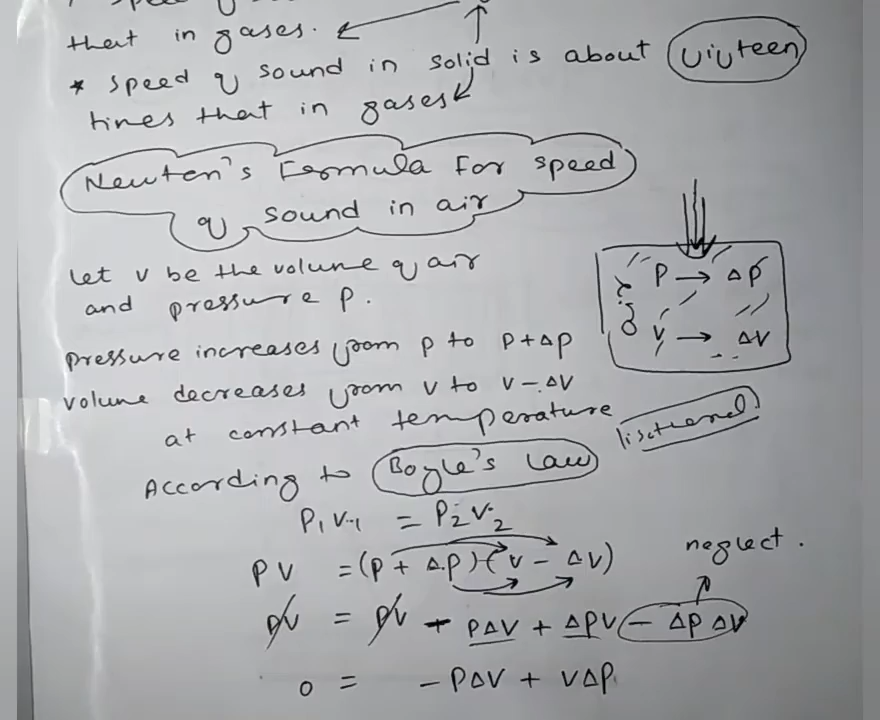 that in gases.
* speed of sound in solid is about
times that in gases
Newton's Formula For speed
of sound in air
Let v be the volume of air
and pressure P.
P → ΔP
V → ΔV
pressure increases from P to P+ΔP
volume decreases from v to v-ΔV
at constant temperature
According to Boyle's Law
P₁V₁ = P₂V₂
PV = (P + ΔP)(v - ΔV)
neglect.
PV = PV - PΔV + ΔPV - ΔPΔV
0 = -PΔV + VΔP